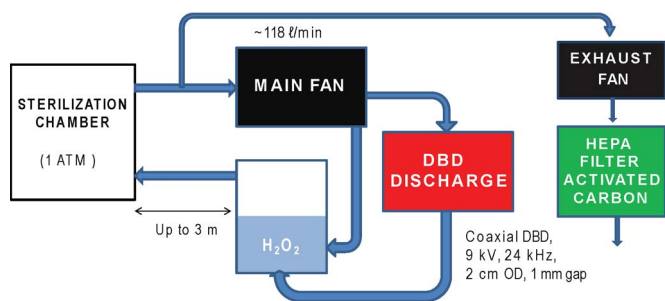 ~118 ℓ/min
EXHAUST
FAN
MAIN FAN
STERILIZATION
CHAMBER
(1 ATM )
DBD
DISCHARGE
HEPA
FILTER
ACTIVATED
CARBON
Up to 3 m
H₂O₂
Coaxial DBD,
9 kV, 24 kHz,
2 cm OD, 1 mm gap